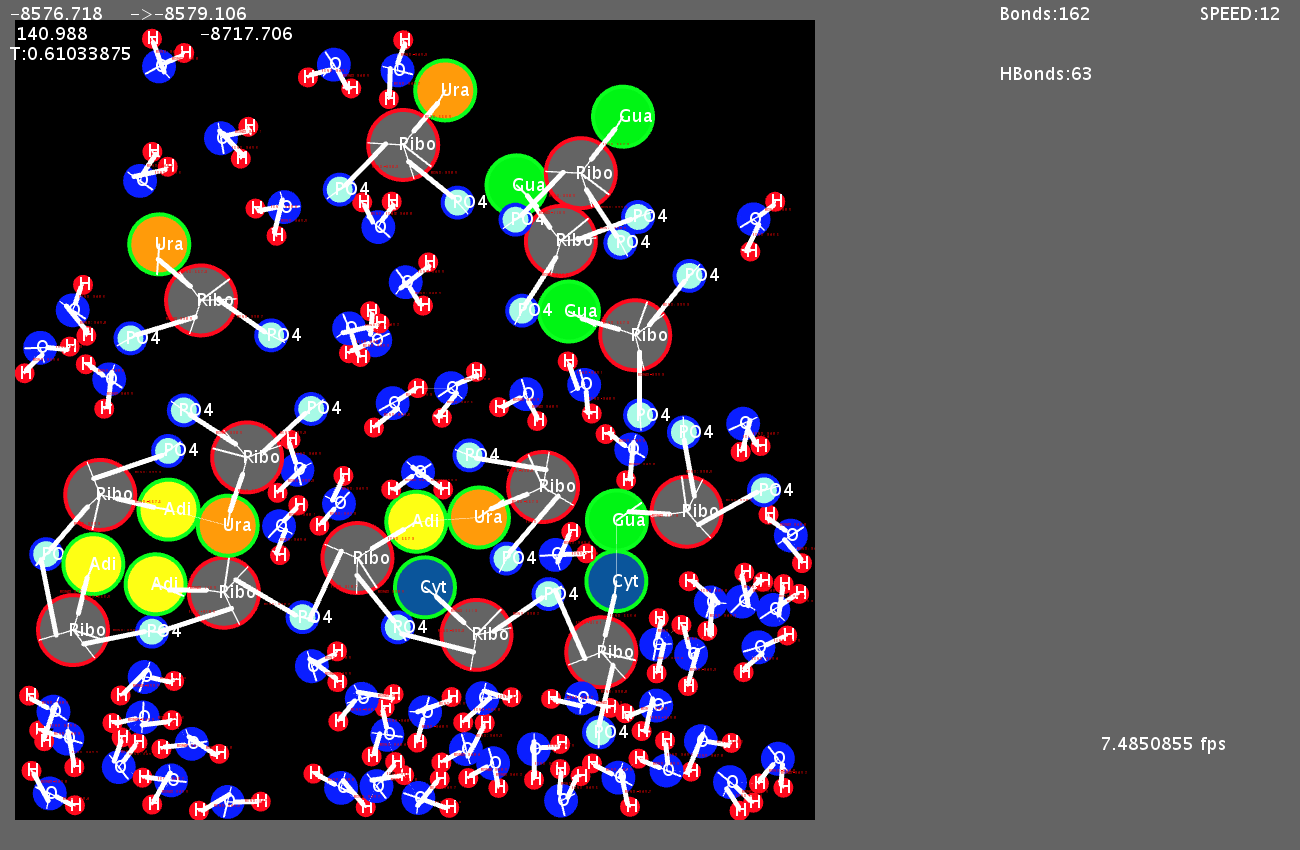 -8576.718 ->-8579.106 Bonds:162 SPEED:12
140.988 -8717.706
T:0.61033875
HBonds:63
H H H H
O O O H
H H H
Ura Gua
O H H H
Ribo
H H O
Ribo
Gua
PO4 PO4
H H H H
O O O
PO4 PO4
H H
Ura Ribo PO4
H
O H PO4
H
Ribo
O H PO4 Gua
H H
O H O Ribo
PO4 PO4
H O H
H H H
O H H O O
H H O O H
PO4 PO4 H H H PO4
PO4 H O
Ribo O PO4 H H
PO4 O H
Ribo H H H Ribo PO4
Adi O Ribo
Ura O H Adi Ura Gua H
H H O
PO4 Adi Ribo PO4 O H
Adi Ribo Cyt Cyt
PO4 H H H
Ribo PO4 PO4 Ribo Ribo O
H H H
O H O O
H O H H H
H O O O H
O H H O H PO4
H O H H O
H O H O H
O H H O H
H O H
7.4850855 fps